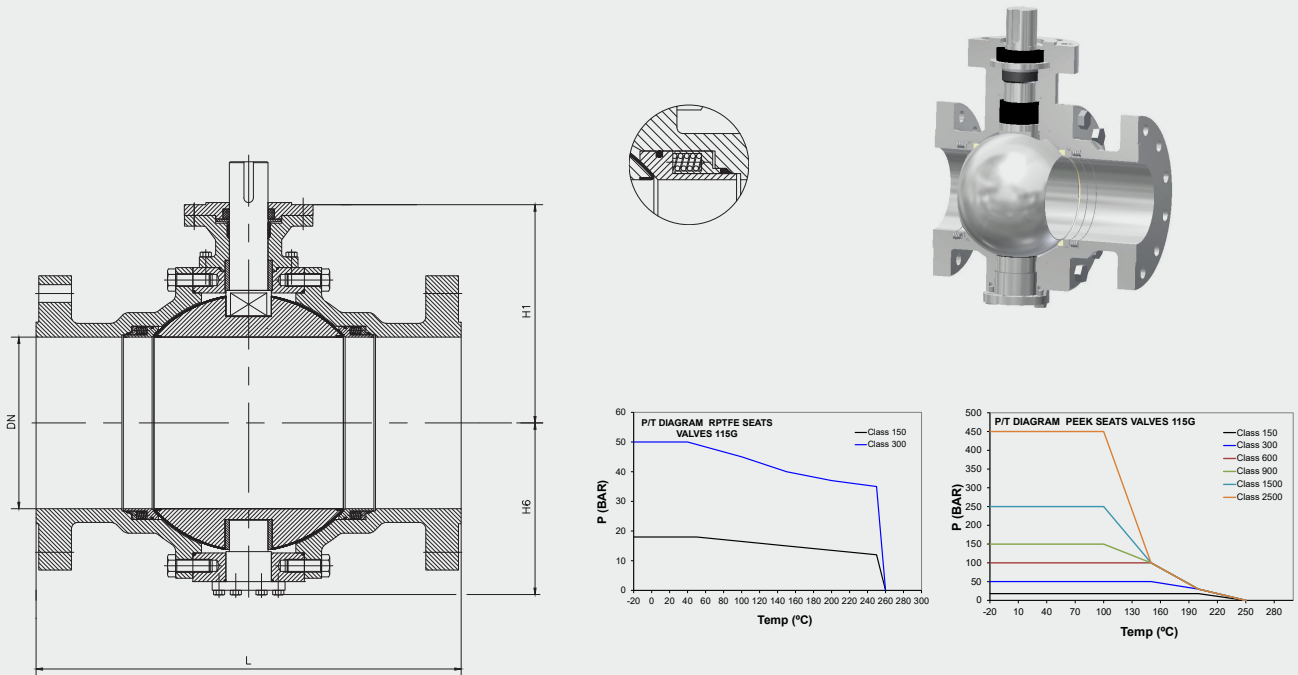 H1
DN
H6
L
P/T DIAGRAM RPTFE SEATS
VALVES 115G
Class 150
Class 300
60
50
40
30
20
10
0
P (BAR)
-20 0 20 40 60 80 100 120 140 160 180 200 220 240 260 280 300
Temp (ºC)
P/T DIAGRAM PEEK SEATS VALVES 115G
Class 150
Class 300
Class 600
Class 900
Class 1500
Class 2500
500
450
400
350
300
250
200
150
100
50
0
P (BAR)
-20 10 40 70 100 130 160 190 220 250 280
Temp (ºC)